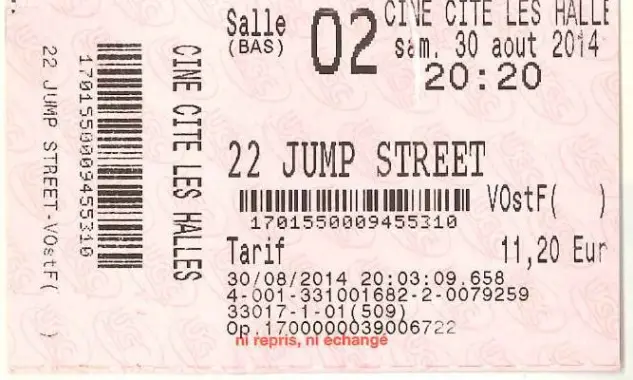 22 JUMP STREET-VOstF( )
1701550009455310
CINE CITE LES HALLES
Salle
(BAS)
02
CINE CITE LES HALLE
sam. 30 aout 2014
20:20
22 JUMP STREET
VOstF( )
1701550009455310
Tarif
11,20 Eur
30/08/2014 20:03:09.658
4-001-331001682-2-0079259
33017-1-01(509)
Op.1700000039006722
ni repris, ni échangé